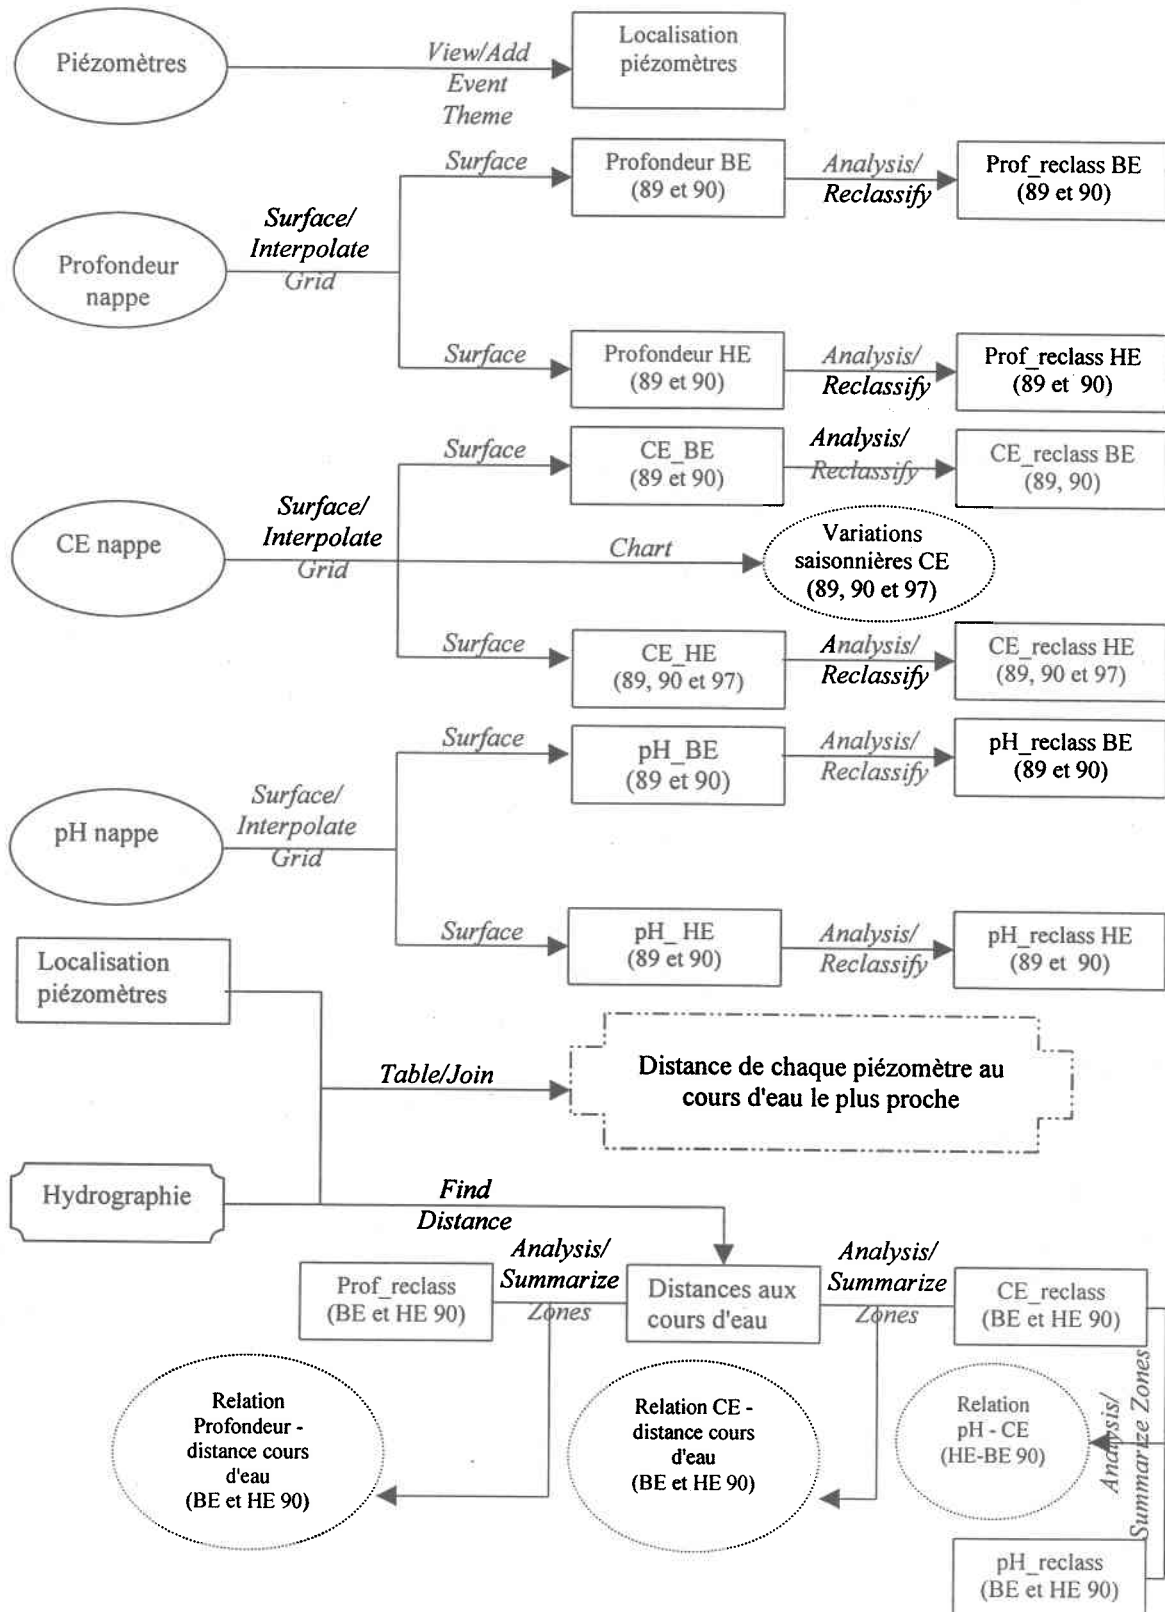 Piézomètres
View/Add
Event
Theme
Localisation
piézomètres
Profondeur
nappe
Surface/
Interpolate
Grid
Surface
Profondeur BE
(89 et 90)
Analysis/
Reclassify
Prof_reclass BE
(89 et 90)
Surface
Profondeur HE
(89 et 90)
Analysis/
Reclassify
Prof_reclass HE
(89 et 90)
CE nappe
Surface/
Interpolate
Grid
Surface
CE_BE
(89 et 90)
Analysis/
Reclassify
CE_reclass BE
(89, 90)
Chart
Variations
saisonnières CE
(89, 90 et 97)
Surface
CE_HE
(89, 90 et 97)
Analysis/
Reclassify
CE_reclass HE
(89, 90 et 97)
pH nappe
Surface/
Interpolate
Grid
Surface
pH_BE
(89 et 90)
Analysis/
Reclassify
pH_reclass BE
(89 et 90)
Surface
pH_ HE
(89 et 90)
Analysis/
Reclassify
pH_reclass HE
(89 et 90)
Localisation
piézomètres
Table/Join
Distance de chaque piézomètre au
cours d'eau le plus proche
Hydrographie
Find
Distance
Prof_reclass
(BE et HE 90)
Analysis/
Summarize
Zones
Distances aux
cours d'eau
Analysis/
Summarize
Zones
CE_reclass
(BE et HE 90)
Relation
Profondeur -
distance cours
d'eau
(BE et HE 90)
Relation CE -
distance cours
d'eau
(BE et HE 90)
Relation
pH - CE
(HE-BE 90)
Analysis/
Summarize Zones
pH_reclass
(BE et HE 90)